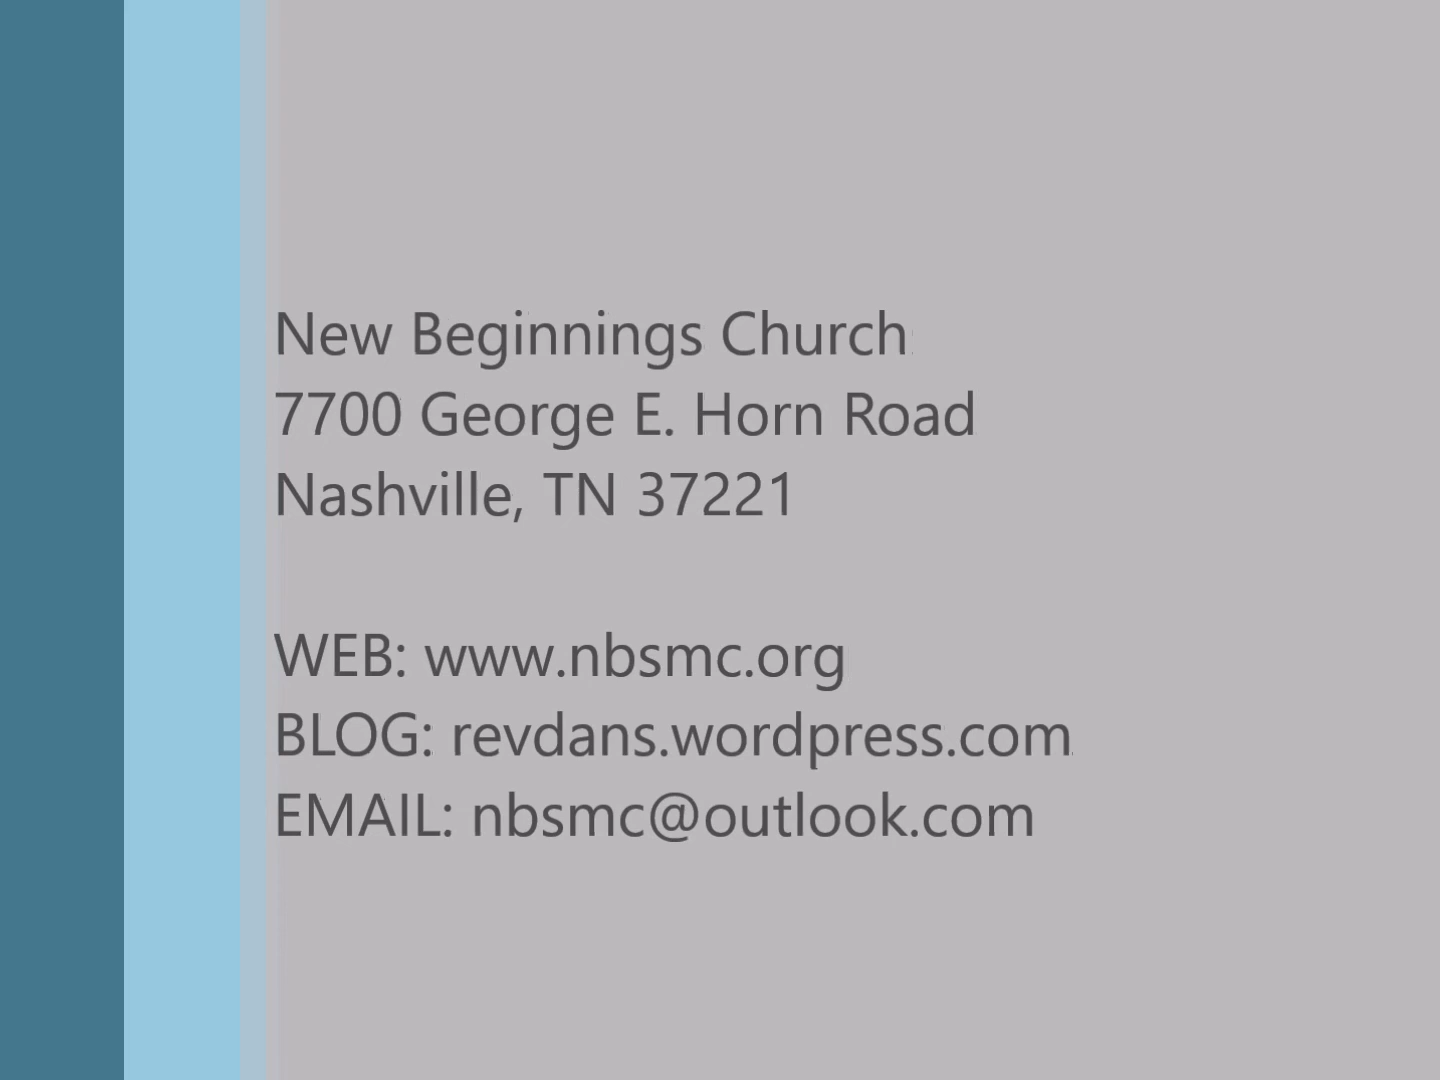 New Beginnings Church
7700 George E. Horn Road
Nashville, TN 37221
WEB: www.nbsmc.org
BLOG: revdans.wordpress.com
EMAIL: nbsmc@outlook.com